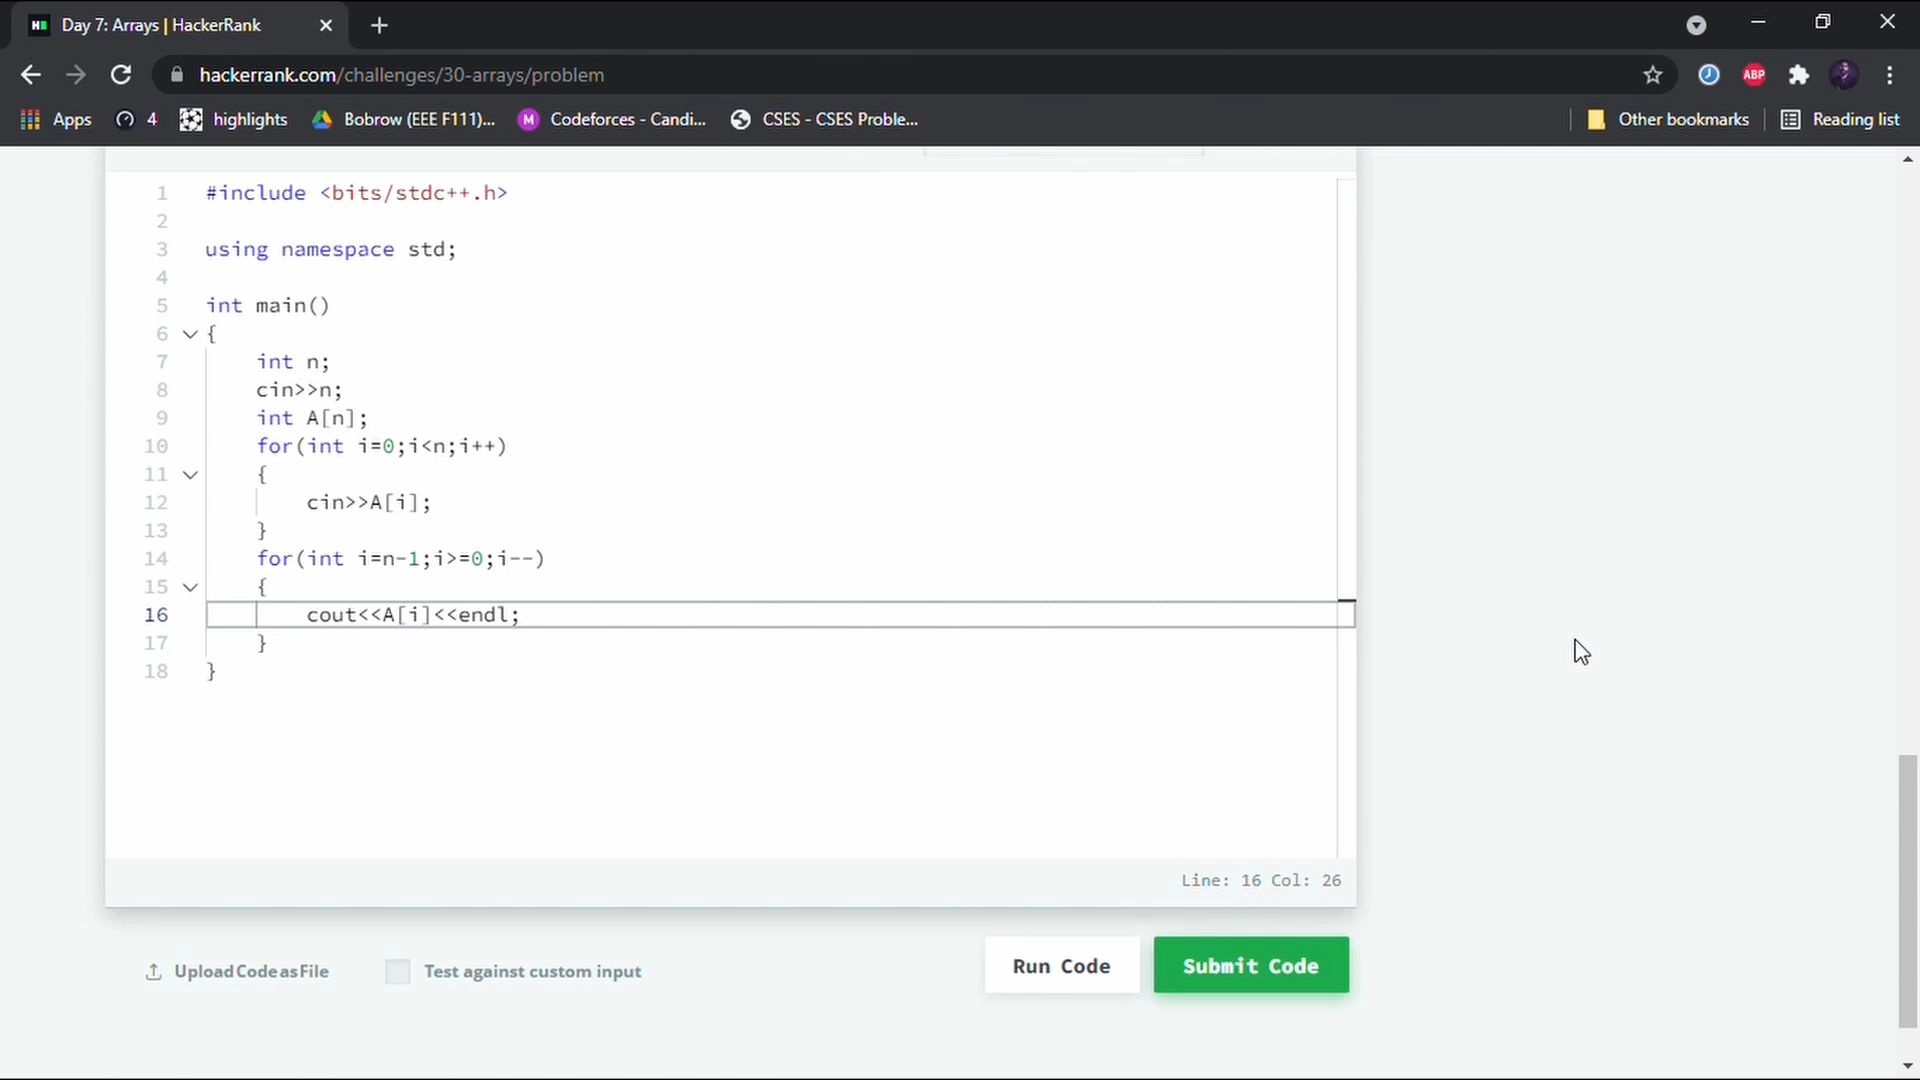 Day 7: Arrays | HackerRank
hackerrank.com/challenges/30-arrays/problem
ABP
Apps
4
highlights
Bobrow (EEE F111)...
M
Codeforces - Candi...
CSES - CSES Proble...
Other bookmarks
Reading list
1 #include <bits/stdc++.h>
2
3 using namespace std;
4
5 int main()
6 {
7 int n;
8 cin>>n;
9 int A[n];
10 for(int i=0;i<n;i++)
11 {
12 cin>>A[i];
13 }
14 for(int i=n-1;i>=0;i--)
15 {
16 cout<<A[i]<<endl;
17 }
18 }
Line: 16 Col: 26
Upload Code as File
Test against custom input
Run Code
Submit Code